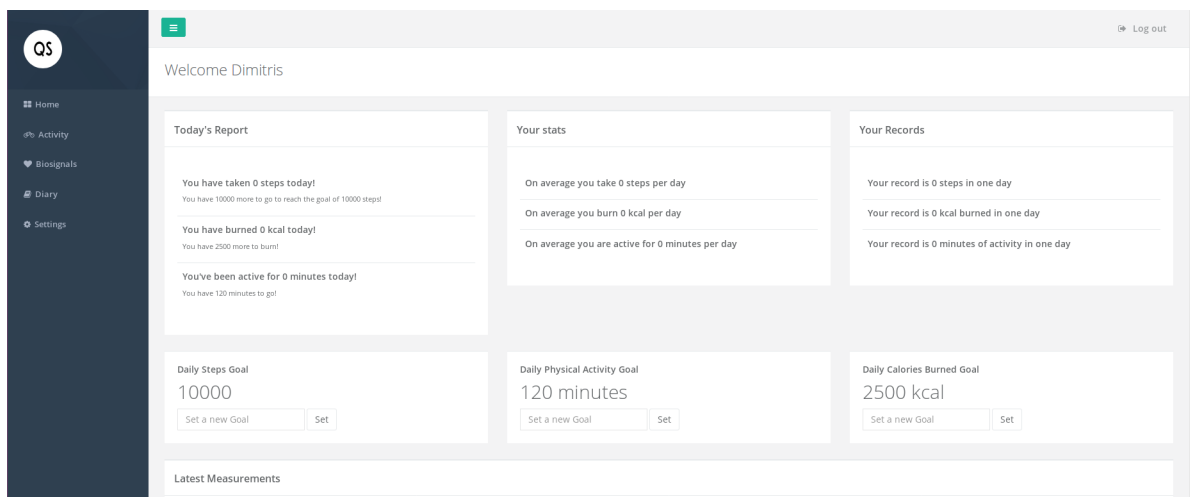 QS
Log out
Welcome Dimitris
Home
Activity
Biosignals
Diary
Settings
Today's Report
You have taken 0 steps today!
You have 10000 more to go to reach the goal of 10000 steps!
You have burned 0 kcal today!
You have 2500 more to burn!
You've been active for 0 minutes today!
You have 120 minutes to go!
Your stats
On average you take 0 steps per day
On average you burn 0 kcal per day
On average you are active for 0 minutes per day
Your Records
Your record is 0 steps in one day
Your record is 0 kcal burned in one day
Your record is 0 minutes of activity in one day
Daily Steps Goal
10000
Set a new Goal Set
Daily Physical Activity Goal
120 minutes
Set a new Goal Set
Daily Calories Burned Goal
2500 kcal
Set a new Goal Set
Latest Measurements